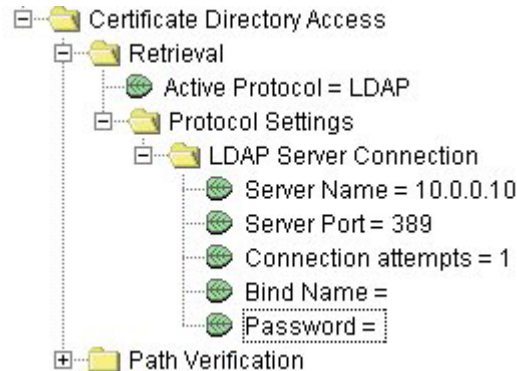 Certificate Directory Access
Retrieval
Active Protocol = LDAP
Protocol Settings
LDAP Server Connection
Server Name = 10.0.0.10
Server Port = 389
Connection attempts = 1
Bind Name =
Password =
Path Verification